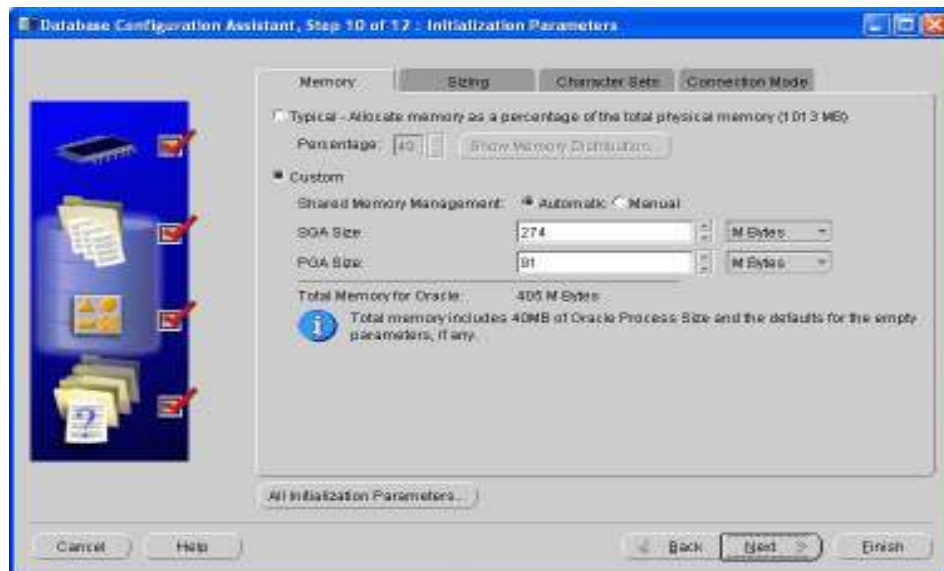 Database Configuration Assistant, Step 10 of 12 : Initialization Parameters
Memory Sizing Character Sets Connection Mode
Typical - Allocate memory as a percentage of the total physical memory (1013 MB)
Percentage: 40 Show Memory Distribution...
Custom
Shared Memory Management: Automatic Manual
SGA Size 274 M Bytes
PGA Size: 91 M Bytes
Total Memory for Oracle: 405 M Bytes
Total memory includes 40MB of Oracle Process Size and the defaults for the empty
parameters, if any.
All Initialization Parameters...
Cancel Help Back Next Finish